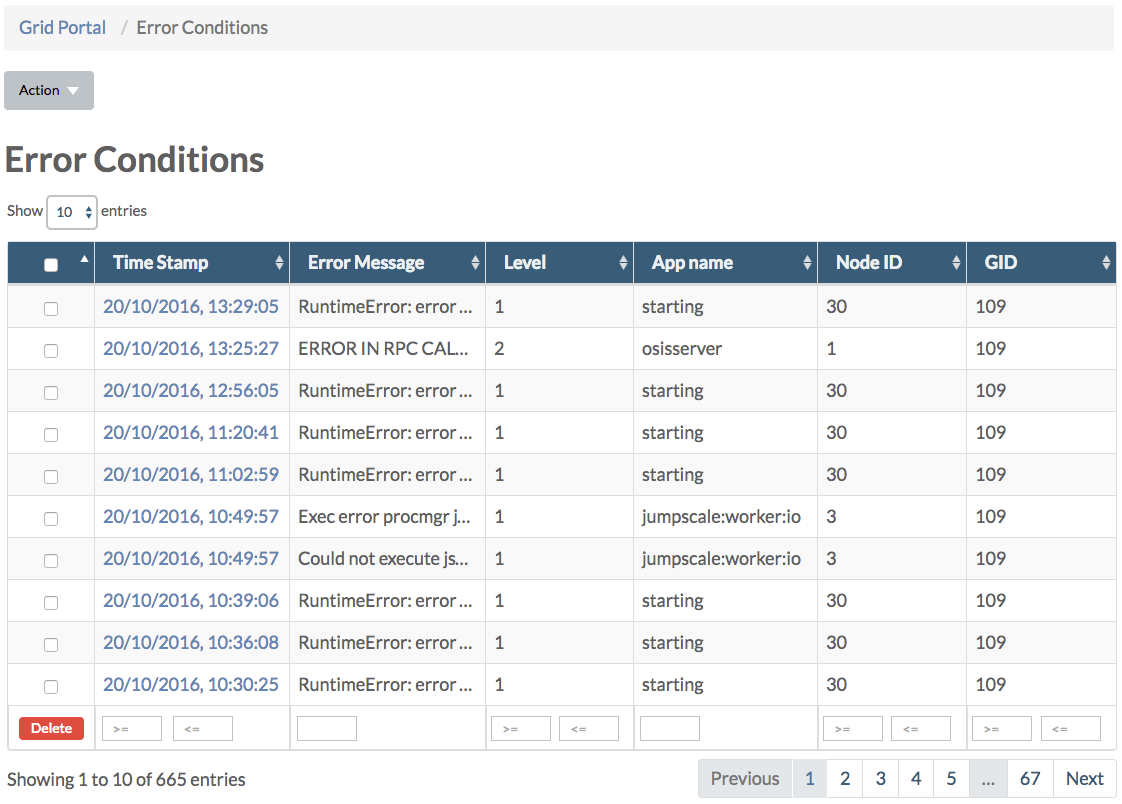 Grid Portal / Error Conditions
Action
Error Conditions
Show 10 entries
Time Stamp Error Message Level App name Node ID GID
20/10/2016, 13:29:05 RuntimeError: error ... 1 starting 30 109
20/10/2016, 13:25:27 ERROR IN RPC CAL... 2 osisserver 1 109
20/10/2016, 12:56:05 RuntimeError: error ... 1 starting 30 109
20/10/2016, 11:20:41 RuntimeError: error ... 1 starting 30 109
20/10/2016, 11:02:59 RuntimeError: error ... 1 starting 30 109
20/10/2016, 10:49:57 Exec error procmgr j... 1 jumpscale:worker:io 3 109
20/10/2016, 10:49:57 Could not execute js... 1 jumpscale:worker:io 3 109
20/10/2016, 10:39:06 RuntimeError: error ... 1 starting 30 109
20/10/2016, 10:36:08 RuntimeError: error ... 1 starting 30 109
20/10/2016, 10:30:25 RuntimeError: error ... 1 starting 30 109
Delete >= <= >= <= >= <= >= <=
Showing 1 to 10 of 665 entries Previous 1 2 3 4 5 ... 67 Next